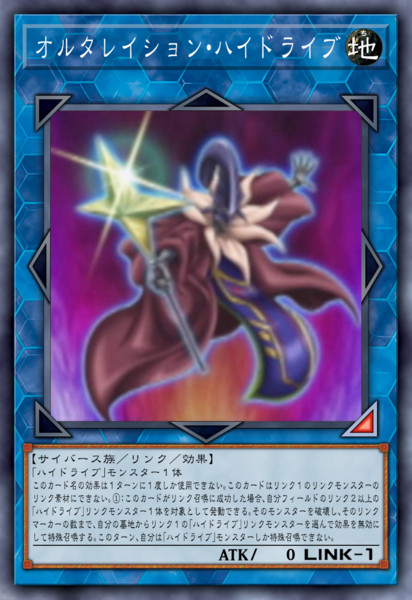 オルタレイション・ハイドライブ
地
【サイバース族／リンク／効果】
「ハイドライブ」モンスター１体
このカード名の効果は１ターンに１度しか使用できない。このカードはリンク１のリンクモンスターの
リンク素材にできない。①：このカードがリンク召喚に成功した場合、自分フィールドのリンク２以上の
「ハイドライブ」モンスター１体を対象として発動できる。そのモンスターを破壊し、そのリンク
マーカーの数まで、自分の墓地からリンク１の「ハイドライブ」リンクモンスターを選んで効果を無効に
して特殊召喚する。このターン、自分は「ハイドライブ」モンスターしか特殊召喚できない。
ATK/ 0 LINK-1